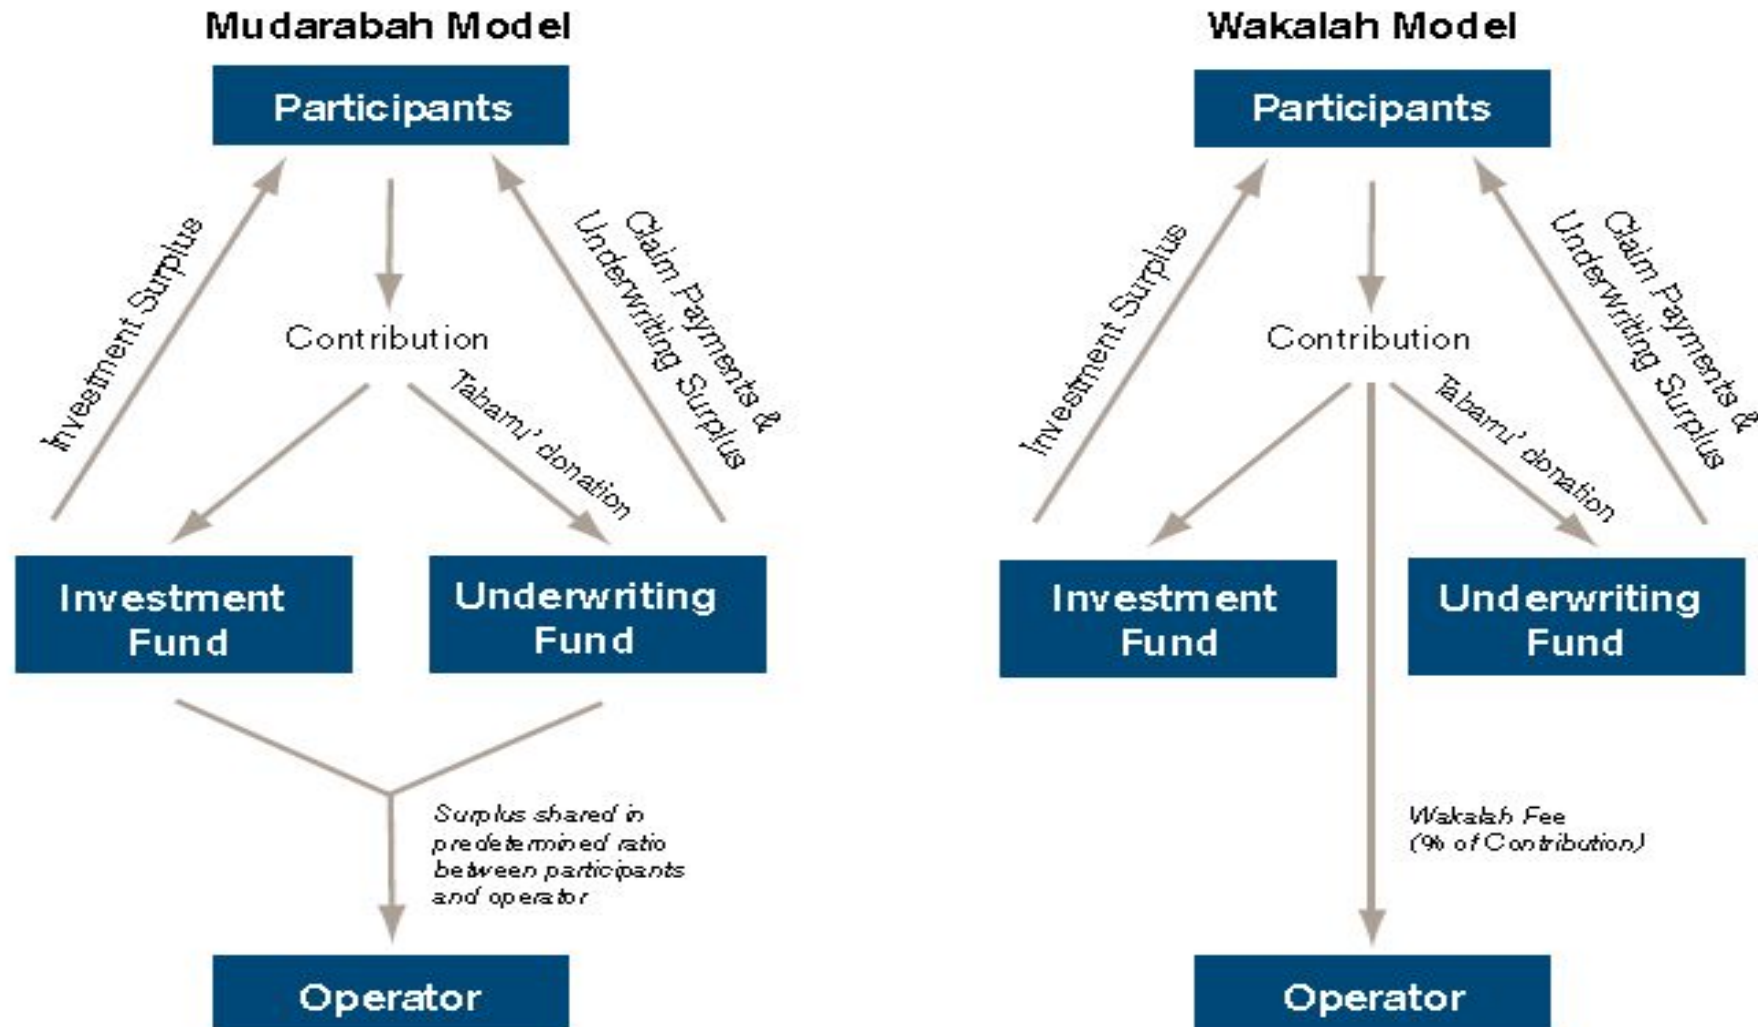 Mudarabah Model
Participants
Investment Surplus
Claim Payments &
Underwriting Surplus
Contribution
Tabarru' donation
Investment
Fund
Underwriting
Fund
Surplus shared in
predetermined ratio
between participants
and operator
Operator
Wakalah Model
Participants
Investment Surplus
Claim Payments &
Underwriting Surplus
Contribution
Tabarru' donation
Investment
Fund
Underwriting
Fund
Wakalah Fee
(% of Contribution)
Operator